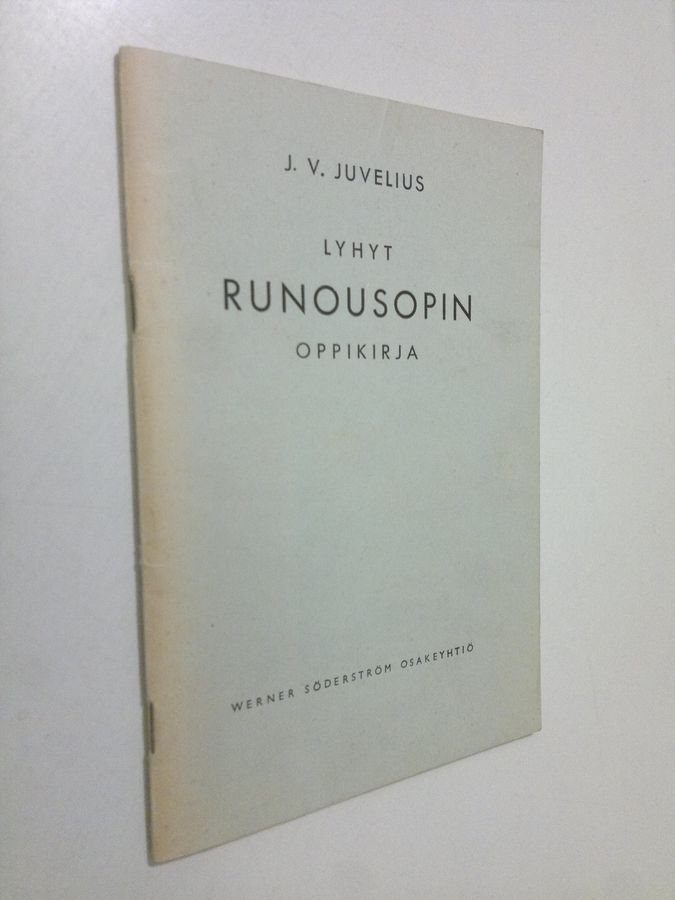 J. V. JUVELIUS
LYHYT
RUNOUSOPIN
OPPIKIRJA
WERNER SÖDERSTRÖM OSAKEYHTIÖ